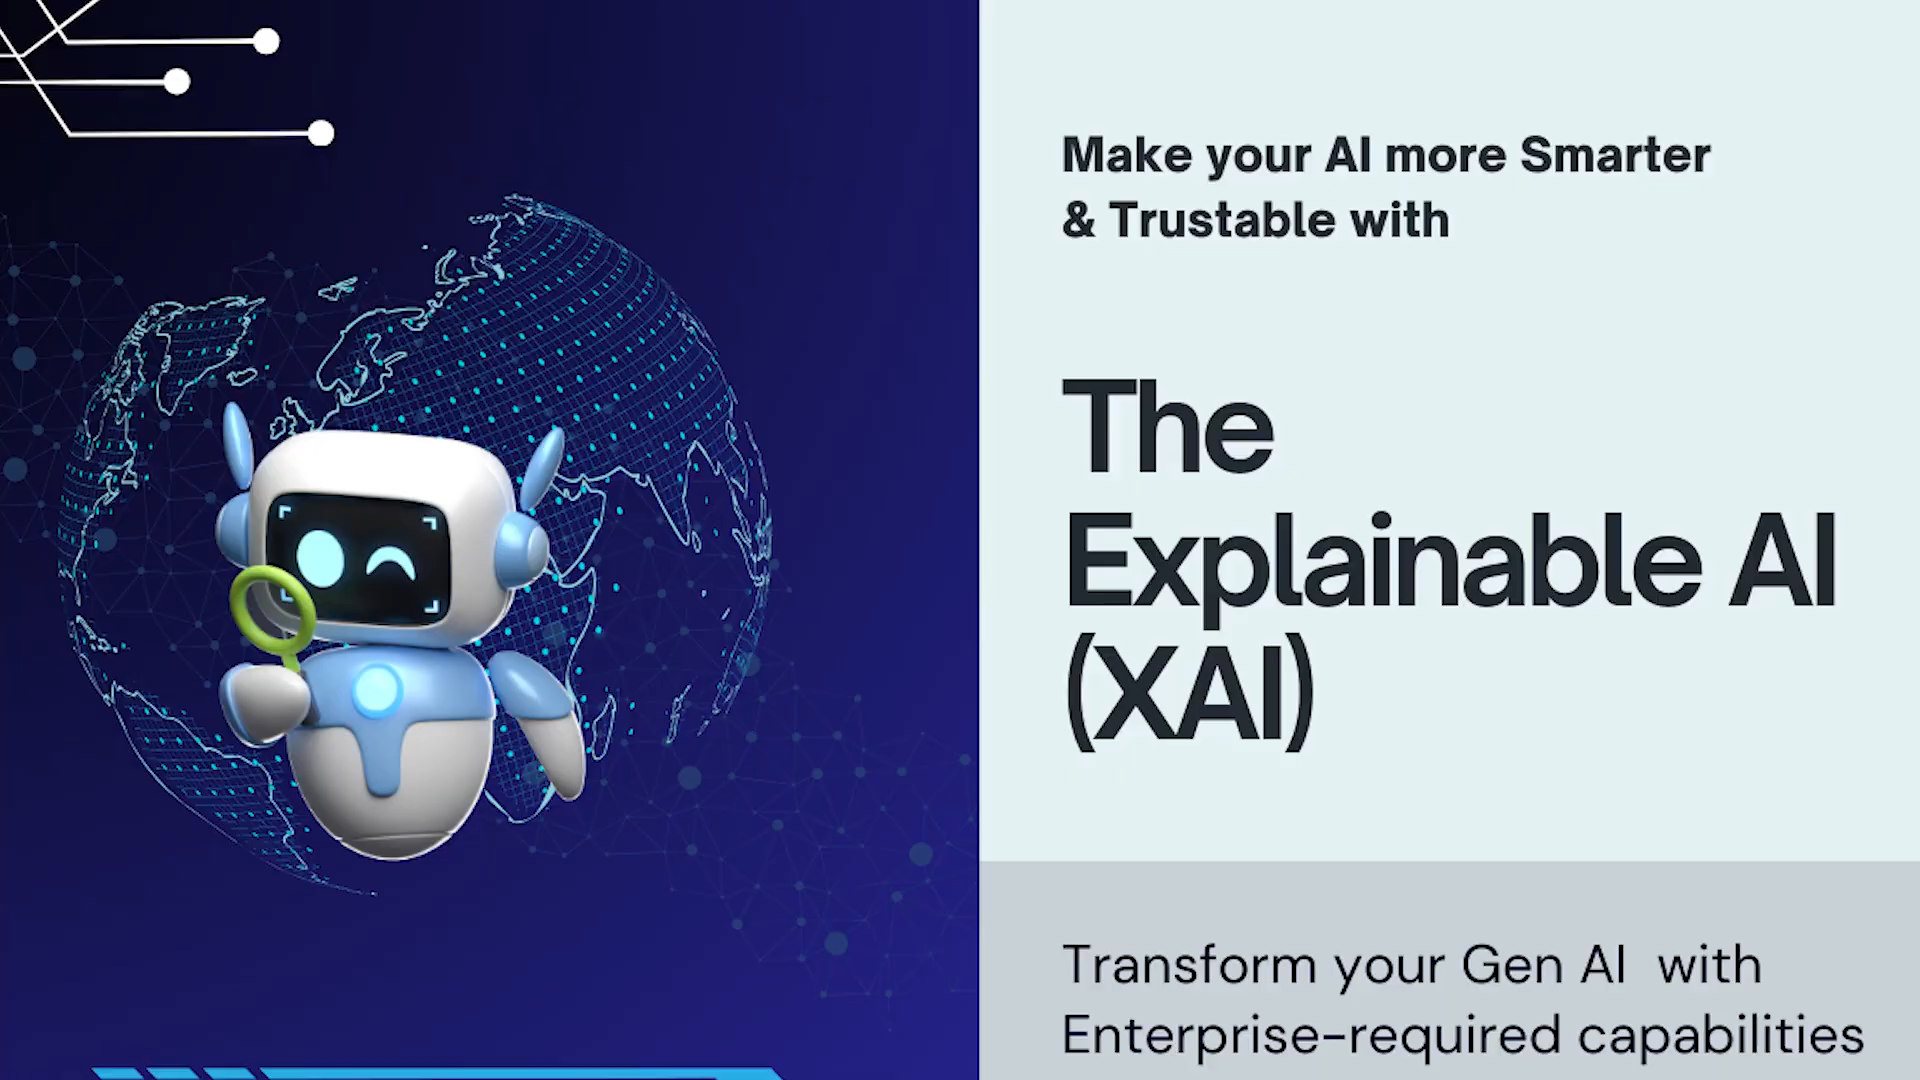 Make your AI more Smarter
& Trustable with
The
Explainable AI
(XAI)
Transform your Gen AI with
Enterprise-required capabilities